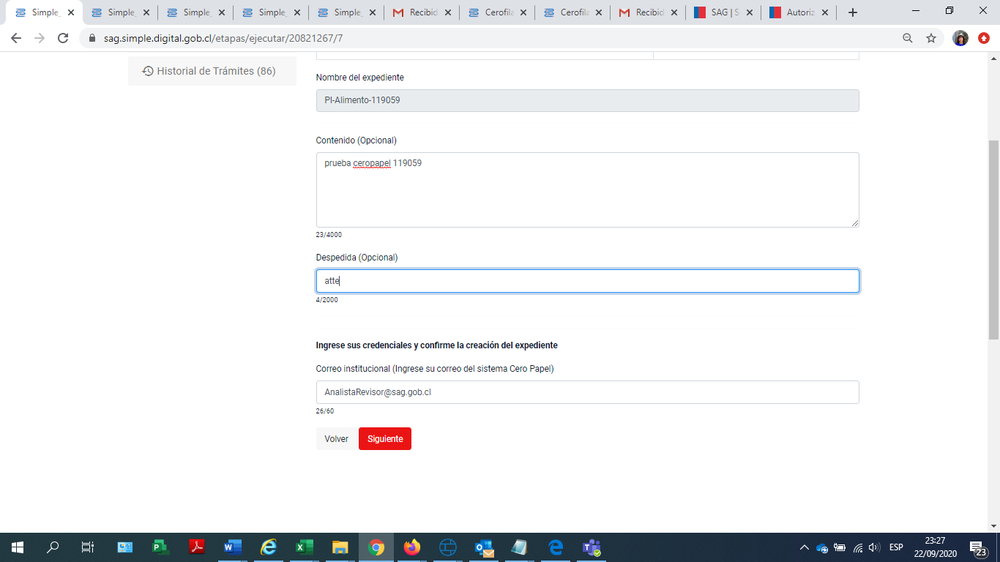 Simple_
Simple_
Simple_
Simple_
Simple_
Recibid
Cerofila
Cerofila
Recibid
SAG | S
Autoriz
sag.simple.digital.gob.cl/etapas/ejecutar/20821267/7
Historial de Trámites (86)
Nombre del expediente
PI-Alimento-119059
Contenido (Opcional)
prueba ceropapel 119059
23/4000
Despedida (Opcional)
atte
4/2000
Ingrese sus credenciales y confirme la creación del expediente
Correo institucional (Ingrese su correo del sistema Cero Papel)
AnalistaRevisor@sag.gob.cl
26/60
Volver
Siguiente
ESP
23:27
22/09/2020
23